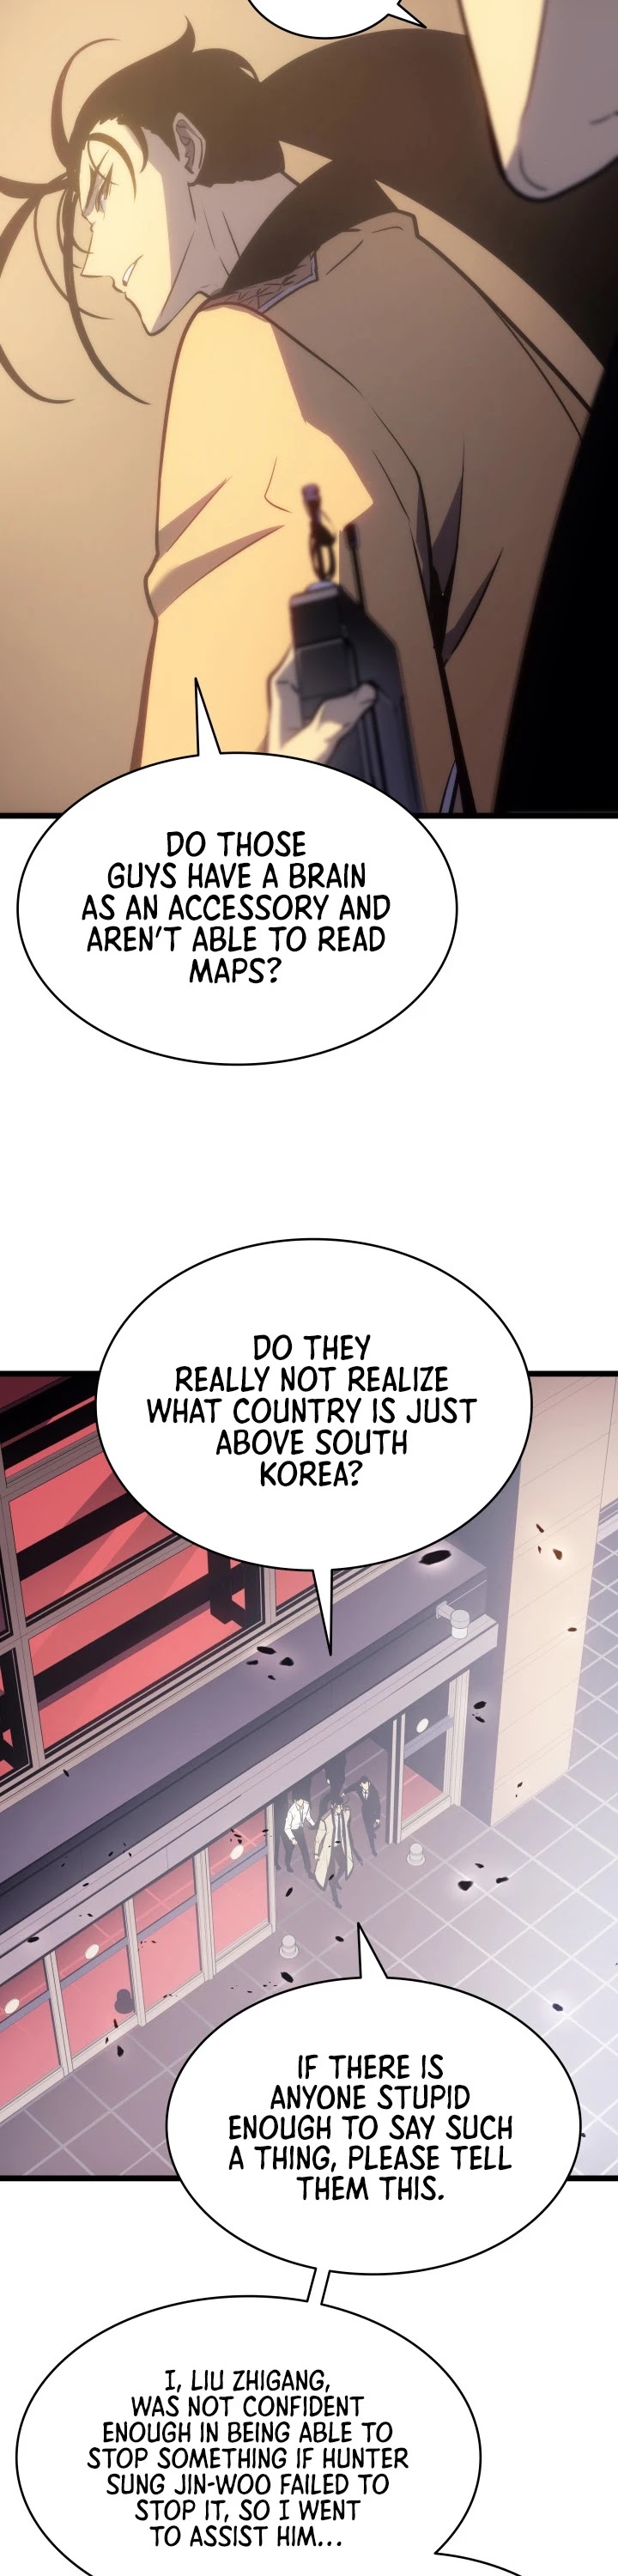 DO THOSE
GUYS HAVE A BRAIN
AS AN ACCESSORY AND
AREN'T ABLE TO READ
MAPS?
DO THEY
REALLY NOT REALIZE
WHAT COUNTRY IS JUST
ABOVE SOUTH
KOREA?
IF THERE IS
ANYONE STUPID
ENOUGH TO SAY SUCH
A THING, PLEASE TELL
THEM THIS.
I, LIU ZHIGANG,
WAS NOT CONFIDENT
ENOUGH IN BEING ABLE TO
STOP SOMETHING IF HUNTER
SUNG JIN-WOO FAILED TO
STOP IT, SO I WENT
TO ASSIST HIM...